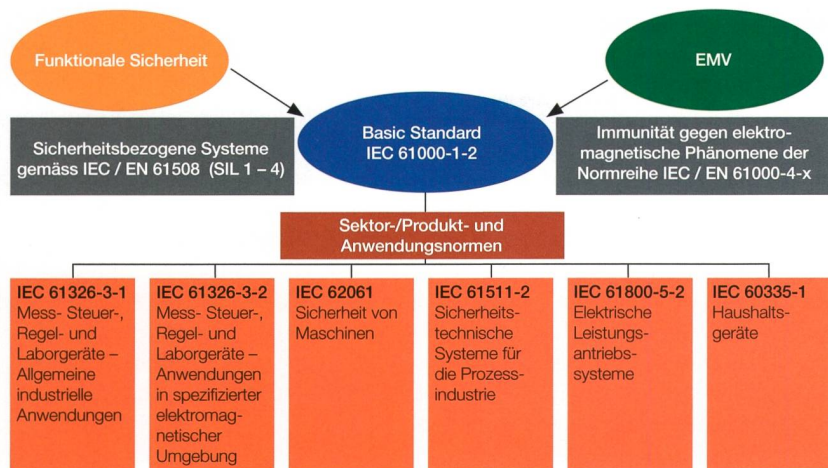 Funktionale Sicherheit
EMV
Basic Standard
IEC 61000-1-2
Sicherheitsbezogene Systeme
gemäss IEC / EN 61508 (SIL 1 – 4)
Immunität gegen elektro-
magnetische Phänomene der
Normreihe IEC / EN 61000-4-x
Sektor-/Produkt- und
Anwendungsnormen
IEC 61326-3-1
Mess- Steuer-,
Regel- und
Laborgeräte –
Allgemeine
industrielle
Anwendungen
IEC 61326-3-2
Mess- Steuer-,
Regel- und
Laborgeräte –
Anwendungen
in spezifizierter
elektromag-
netischer
Umgebung
IEC 62061
Sicherheit von
Maschinen
IEC 61511-2
Sicherheits-
technische
Systeme für
die Prozess-
industrie
IEC 61800-5-2
Elektrische
Leistungs-
antriebs-
systeme
IEC 60335-1
Haushalts-
geräte